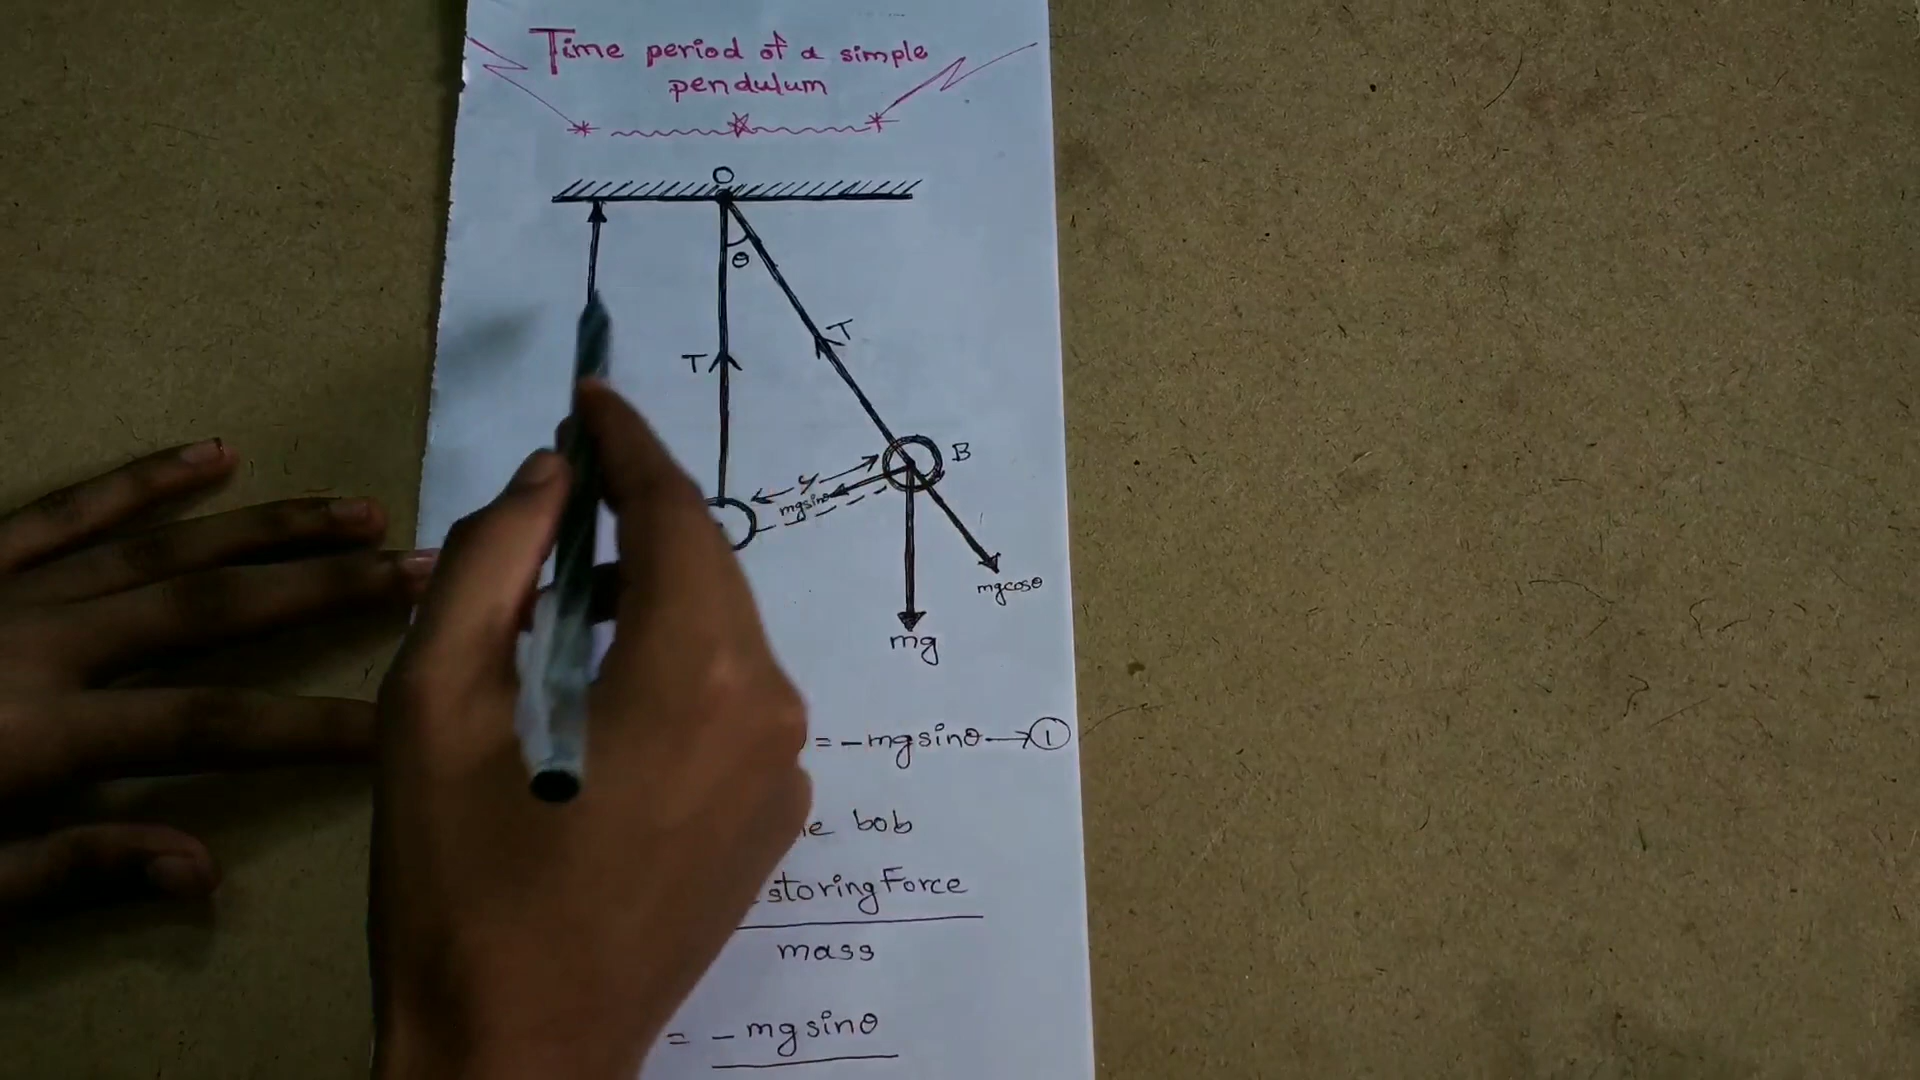 Time period of a simple
pendulum
O
θ
T
T
B
y
mgsinθ
mgcosθ
mg
= -mgsinθ → 1
bob
storing Force
mass
= - mgsinθ